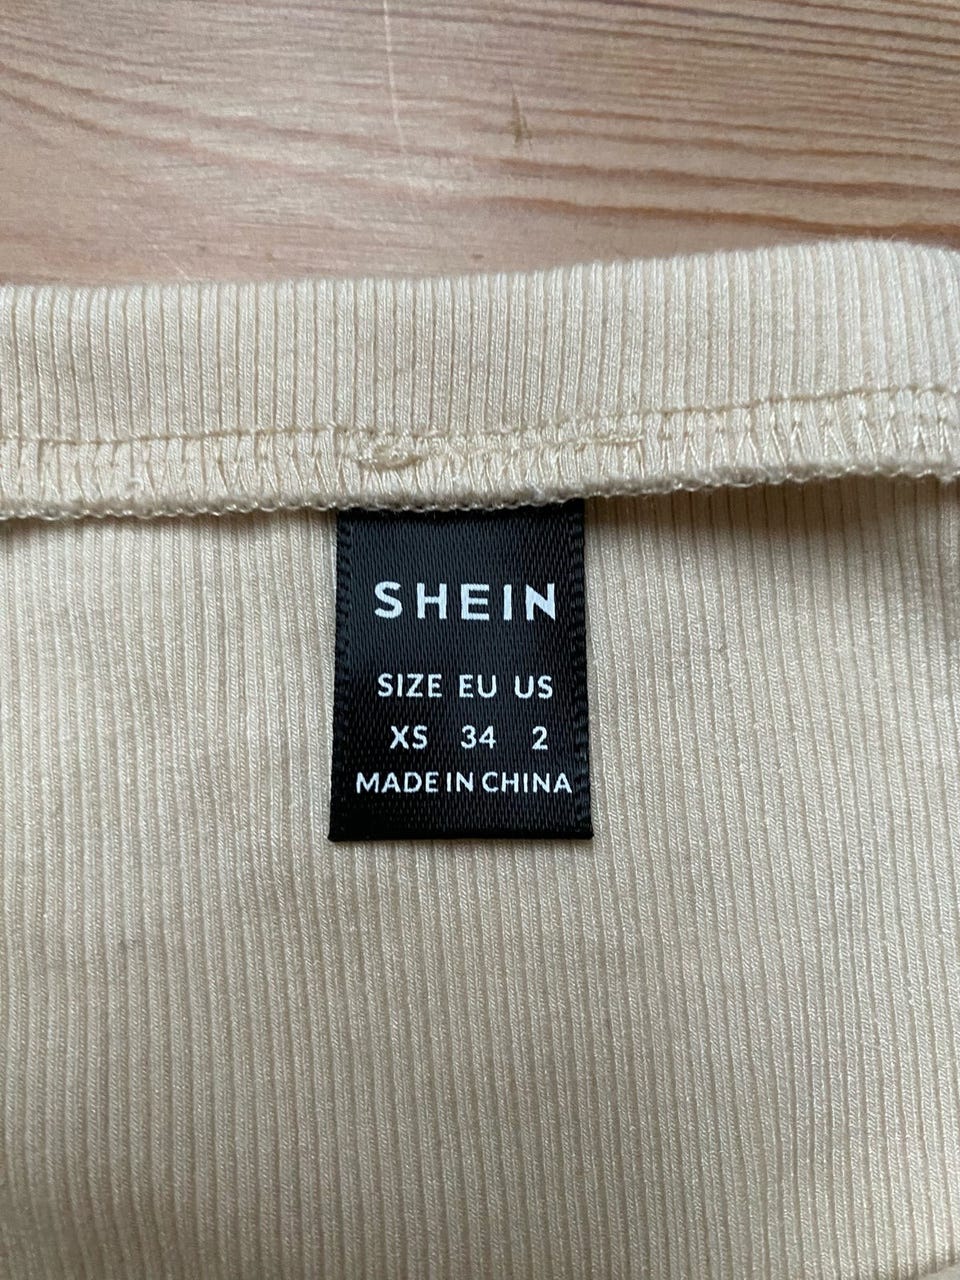 SHEIN
SIZE EU US
XS 34 2
MADE IN CHINA